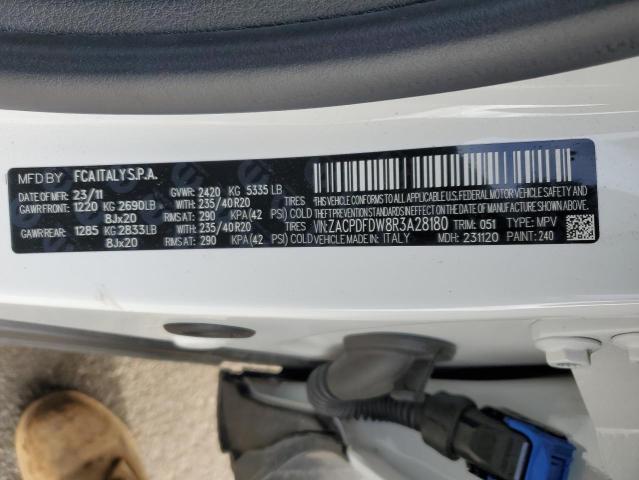 MFD BY FCA ITALY S.P.A.
DATE OF MFR 23/11 GVWR: 2420 KG 5335 LB
GAWR FRONT: 1220 KG 2690LB WITH: 235/40R20 TIRES
8Jx20 RIMS AT: 290 KPA (42 PSI) COLD
GAWR REAR: 1285 KG 2833 LB WITH: 235/40R20 TIRES
8Jx20 RIMS AT: 290 KPA (42 PSI) COLD
THIS VEHICLE CONFORMS TO ALL APPLICABLE U.S. FEDERAL MOTOR VEHICLE SAFETY,
THEFT PREVENTION STANDARDS IN EFFECT ON THE DATE OF MANUFACTURE SHOWN ABOVE.
VIN: ZACPDFDW8R3A28180 TRIM: 051 TYPE: MPV
VEHICLE MADE IN: ITALY MDH: 231120 PAINT: 240